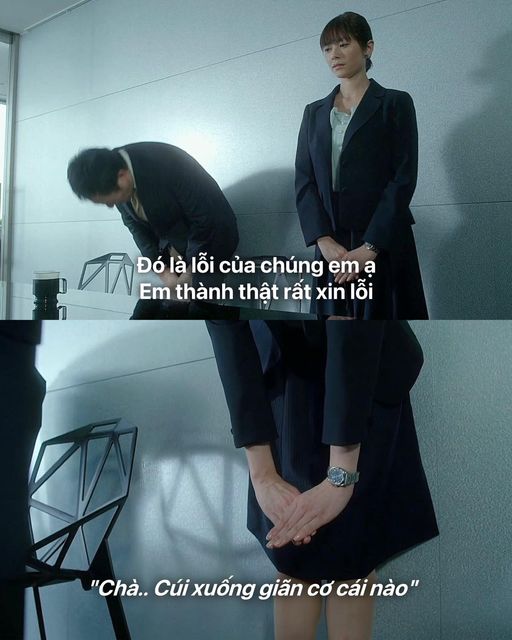 Đó là lỗi của chúng em ạ
Em thành thật rất xin lỗi
"Chà.. Cúi xuống giãn cơ cái nào"